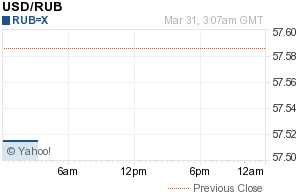 USD/RUB
RUB=X Mar 31, 3:07am GMT
57.60
57.58
57.56
57.54
57.52
57.50
© Yahoo!
6am 12pm 6pm 12am
Previous Close